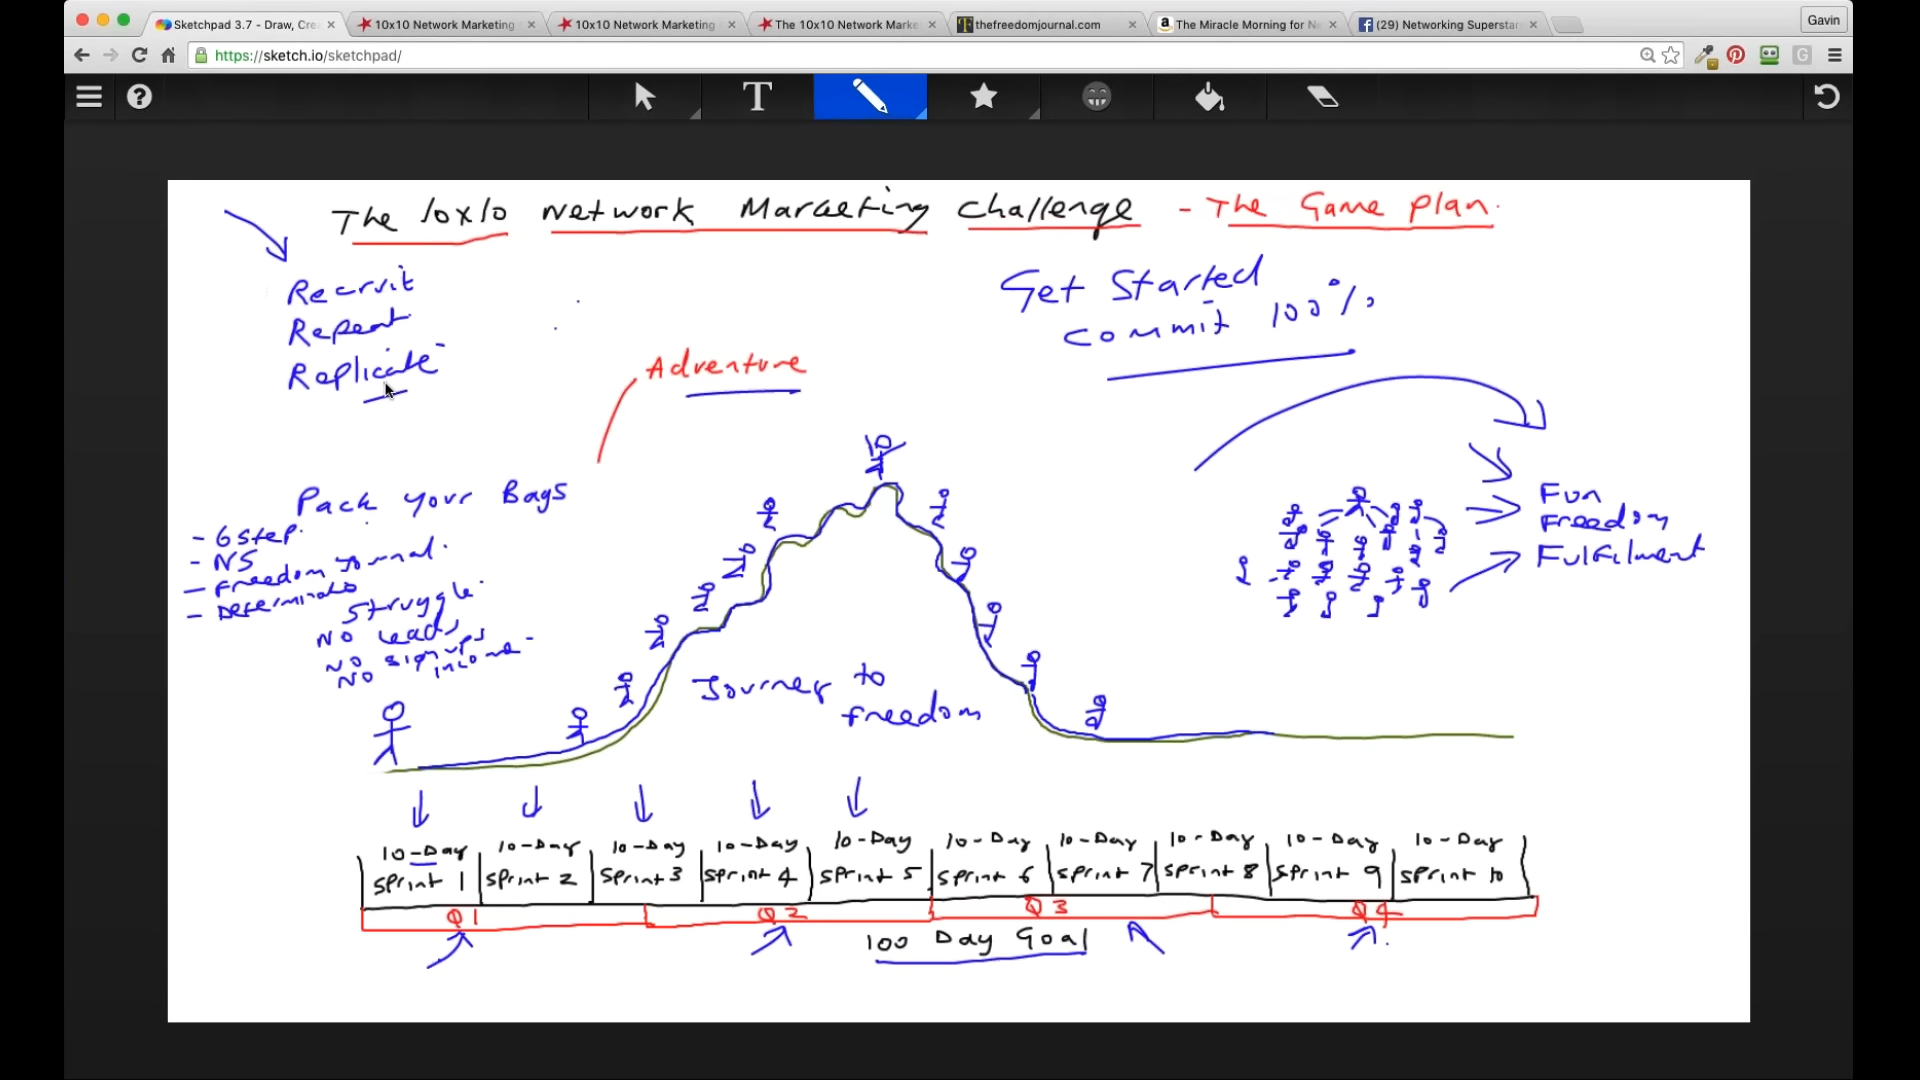 Sketchpad 3.7 - Draw, Cre
10x10 Network Marketing
10x10 Network Marketing
The 10x10 Network Marke
thefreedomjournal.com
The Miracle Morning for Ne
(29) Networking Superstar
Gavin
https://sketch.io/sketchpad/
T
The 10x10 Network Marketing Challenge - The Game Plan.
Recruit
Repeat
Replicate
Get Started
commit 100%
Adventure
Pack your Bags
- 6 step
- NS
- Freedom Journal
- Determinato
Struggle
NO leads
NO signups
NO income
Journey to
freedom
Fun
Freedom
Fulfilment
10-Day 10-Day 10-Day 10-Day 10-Day 10-Day 10-Day 10-Day 10-Day 10-Day
Sprint 1 Sprint 2 Sprint 3 Sprint 4 Sprint 5 Sprint 6 Sprint 7 Sprint 8 Sprint 9 Sprint 10
Q1 Q2 Q3 Q4
100 Day Goal